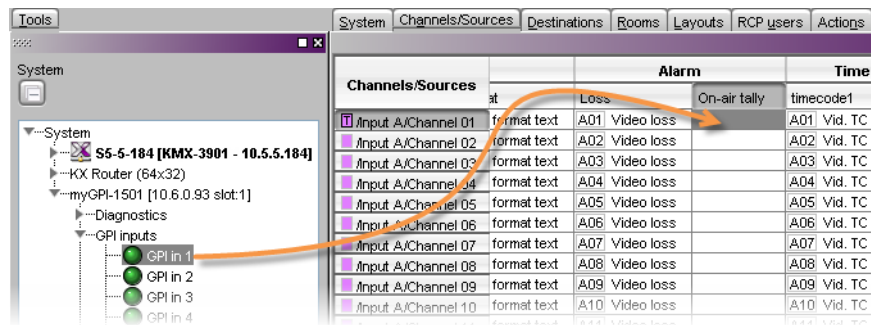 Tools
System
System
S5-5-184 [KMX-3901 - 10.5.5.184]
KX Router (64x32)
myGPI-1501 [10.6.0.93 slot:1]
Diagnostics
GPI inputs
GPI in 1
GPI in 2
GPI in 3
GPI in 4
System Channels/Sources Destinations Rooms Layouts RCP users Actions
Channels/Sources Alarm Time
at Loss On-air tally timecode1
T /Input A/Channel 01 format text A01 Video loss A01 Vid. TC
/Input A/Channel 02 format text A02 Video loss A02 Vid. TC
/Input A/Channel 03 format text A03 Video loss A03 Vid. TC
/Input A/Channel 04 format text A04 Video loss A04 Vid. TC
/Input A/Channel 05 format text A05 Video loss A05 Vid. TC
/Input A/Channel 06 format text A06 Video loss A06 Vid. TC
/Input A/Channel 07 format text A07 Video loss A07 Vid. TC
/Input A/Channel 08 format text A08 Video loss A08 Vid. TC
/Input A/Channel 09 format text A09 Video loss A09 Vid. TC
/Input A/Channel 10 format text A10 Video loss A10 Vid. TC